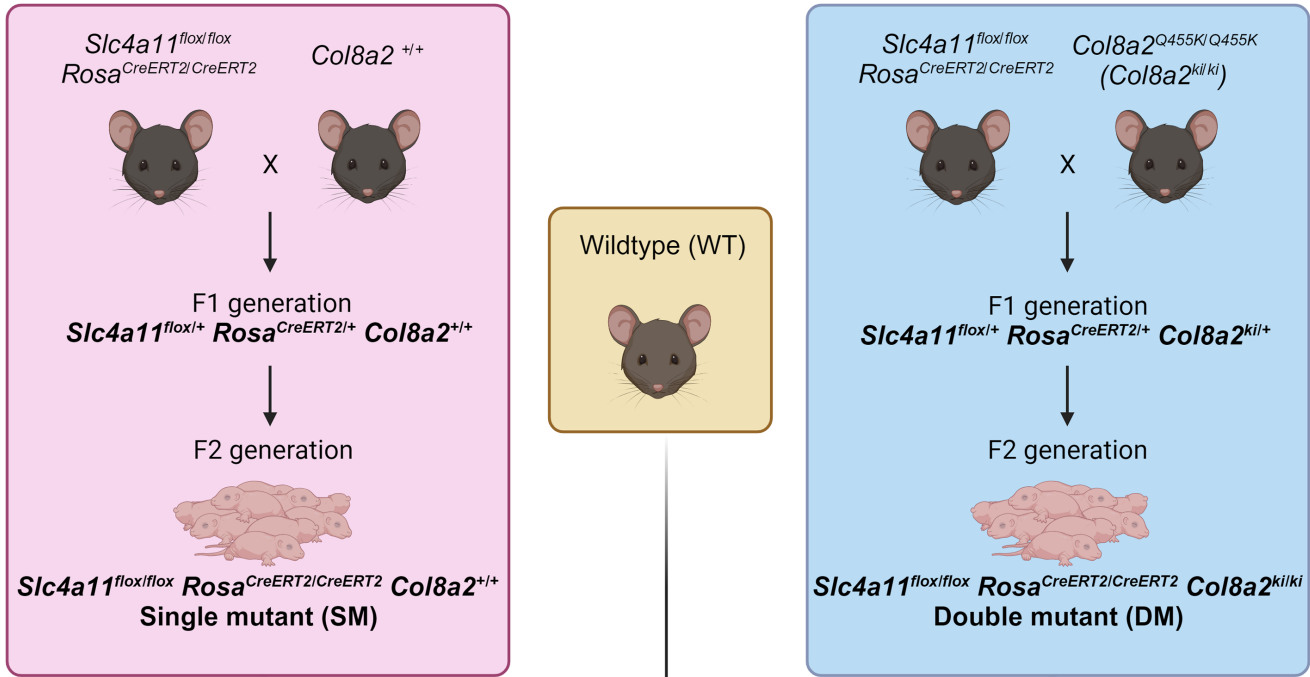 Slc4a11flox/flox
RosaCreERT2/CreERT2
Col8a2 +/+
X
F1 generation
Slc4a11flox/+ RosaCreERT2/+ Col8a2+/+
F2 generation
Slc4a11flox/flox RosaCreERT2/CreERT2 Col8a2+/+
Single mutant (SM)
Wildtype (WT)
Slc4a11flox/flox
RosaCreERT2/CreERT2
Col8a2Q455K/Q455K
(Col8a2ki/ki)
X
F1 generation
Slc4a11flox/+ RosaCreERT2/+ Col8a2ki/+
F2 generation
Slc4a11flox/flox RosaCreERT2/CreERT2 Col8a2ki/ki
Double mutant (DM)